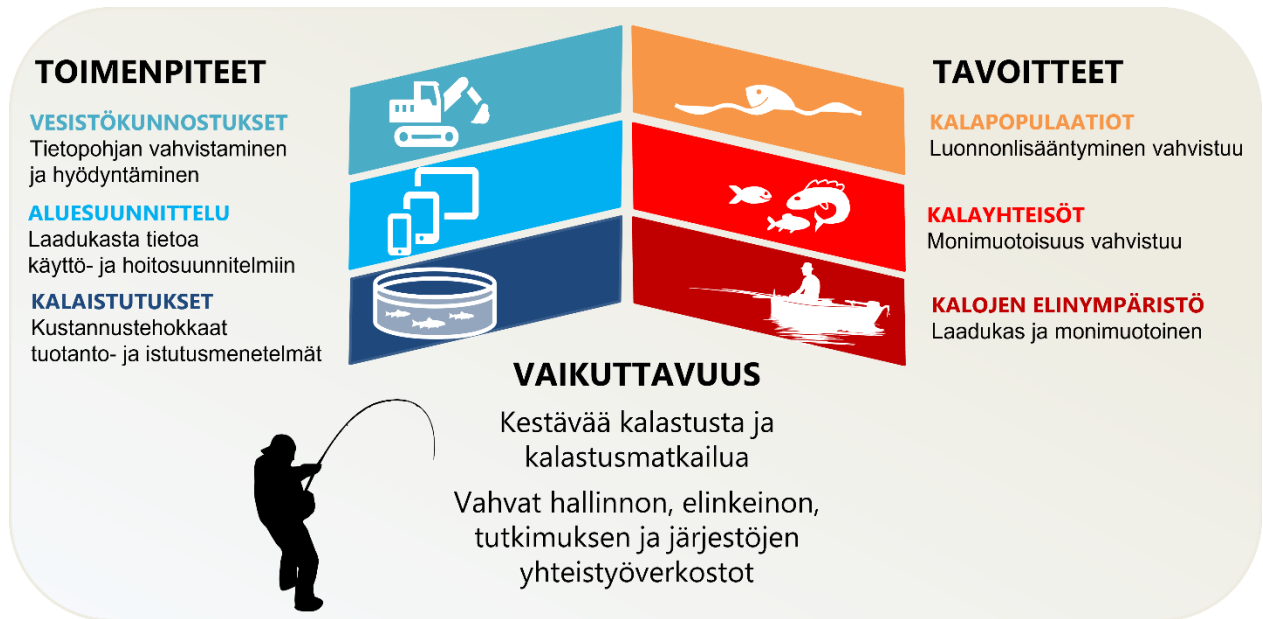 TOIMENPITEET
VESISTÖKUNNOSTUKSET
Tietopohjan vahvistaminen
ja hyödyntäminen
ALUESUUNNITTELU
Laadukasta tietoa
käyttö- ja hoitosuunnitelmiin
KALAISTUTUKSET
Kustannustehokkaat
tuotanto- ja istutusmenetelmät
TAVOITTEET
KALAPOPULAATIOT
Luonnonlisääntyminen vahvistuu
KALAYHTEISÖT
Monimuotoisuus vahvistuu
KALOJEN ELINYMPÄRISTÖ
Laadukas ja monimuotoinen
VAIKUTTAVUUS
Kestävää kalastusta ja
kalastusmatkailua
Vahvat hallinnon, elinkeinon,
tutkimuksen ja järjestöjen
yhteistyöverkostot